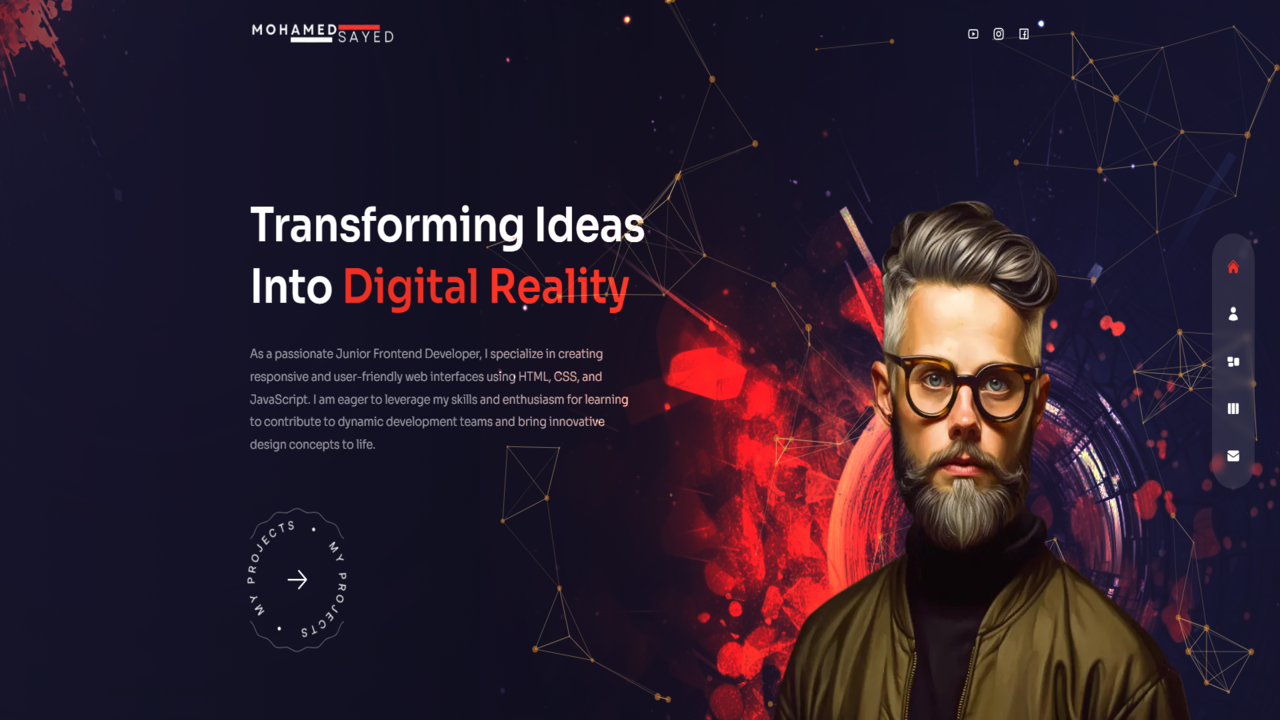 MOHAMED
SAYED
Transforming Ideas
Into Digital Reality
As a passionate Junior Frontend Developer, I specialize in creating
responsive and user-friendly web interfaces using HTML, CSS, and
JavaScript. I am eager to leverage my skills and enthusiasm for learning
to contribute to dynamic development teams and bring innovative
design concepts to life.
MY PROJECTS • MY PROJECTS •